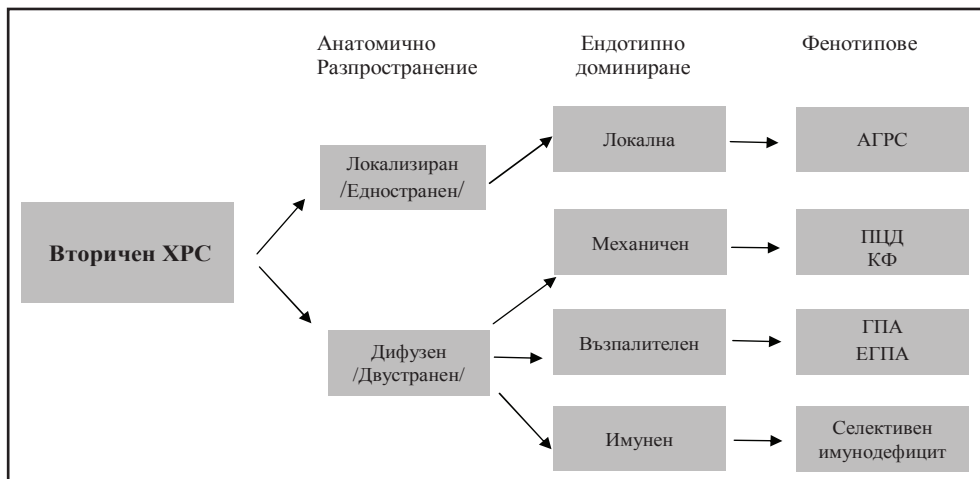 Анатомично
Разпространение
Ендотипно
доминиране
Фенотипове
Вторичен ХРС
Локализиран
/Едностранен/
Дифузен
/Двустранен/
Локална
Механичен
Възпалителен
Имунен
АГРС
ПЦД
КФ
ГПА
ЕГПА
Селективен
имунодефицит